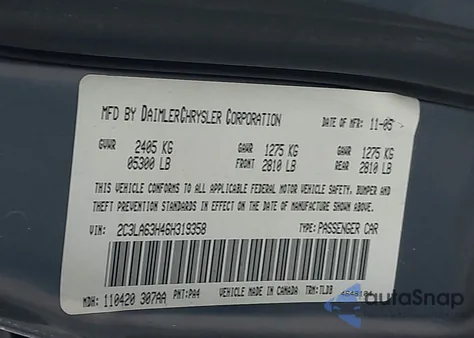 MFD BY DAIMLERCHRYSLER CORPORATION DATE OF MFR: 11-05
GVWR 2405 KG GAWR 1275 KG GAWR 1275 KG
05300 LB FRONT 2810 LB REAR 2810 LB
THIS VEHICLE CONFORMS TO ALL APPLICABLE FEDERAL MOTOR VEHICLE SAFETY, BUMPER AND
THEFT PREVENTION STANDARDS IN EFFECT ON THE DATE OF MANUFACTURE SHOWN ABOVE.
VIN: 2C3LA63H46H319358 TYPE: PASSENGER CAR
MDH: 110420 307AA PNT: PA4 VEHICLE MADE IN CANADA TRM: TLDB
autoSnap